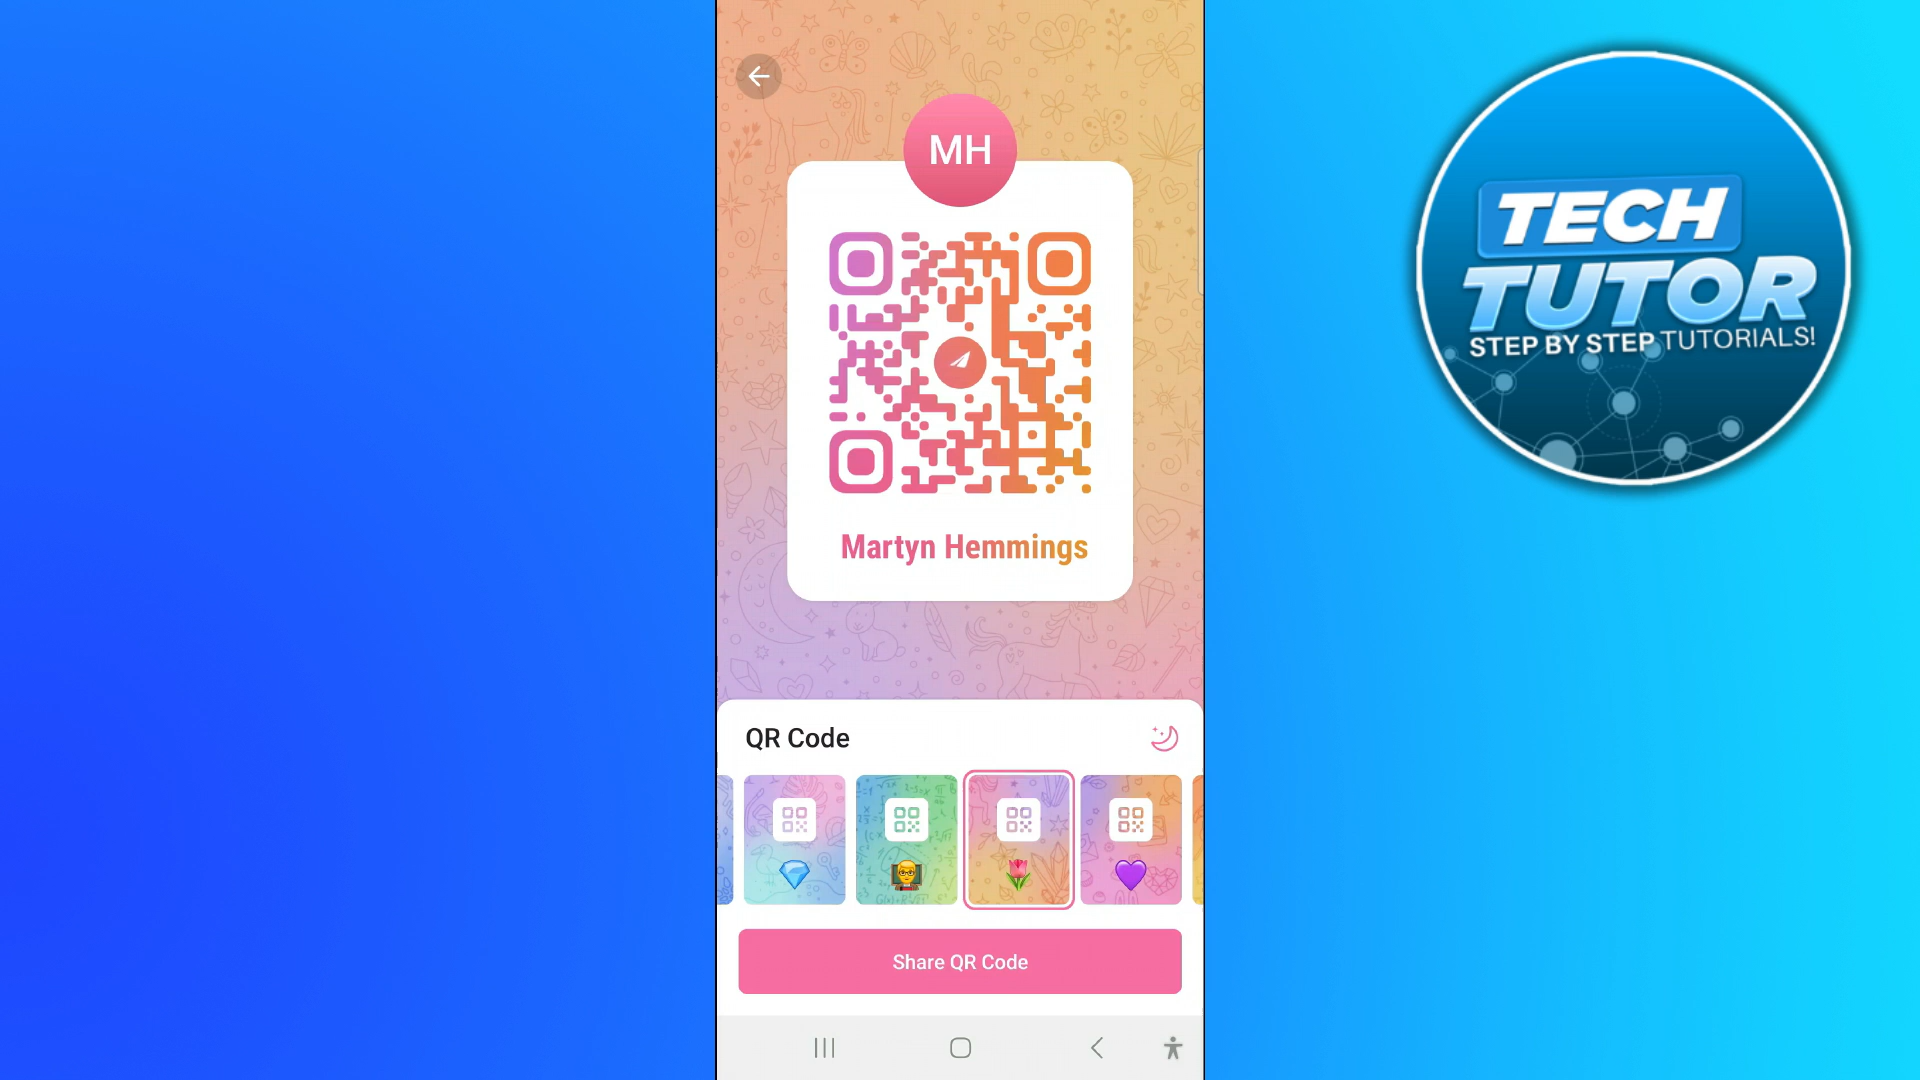 MH
Martyn Hemmings
QR Code
Share QR Code
TECH
TUTOR
STEP BY STEP TUTORIALS!